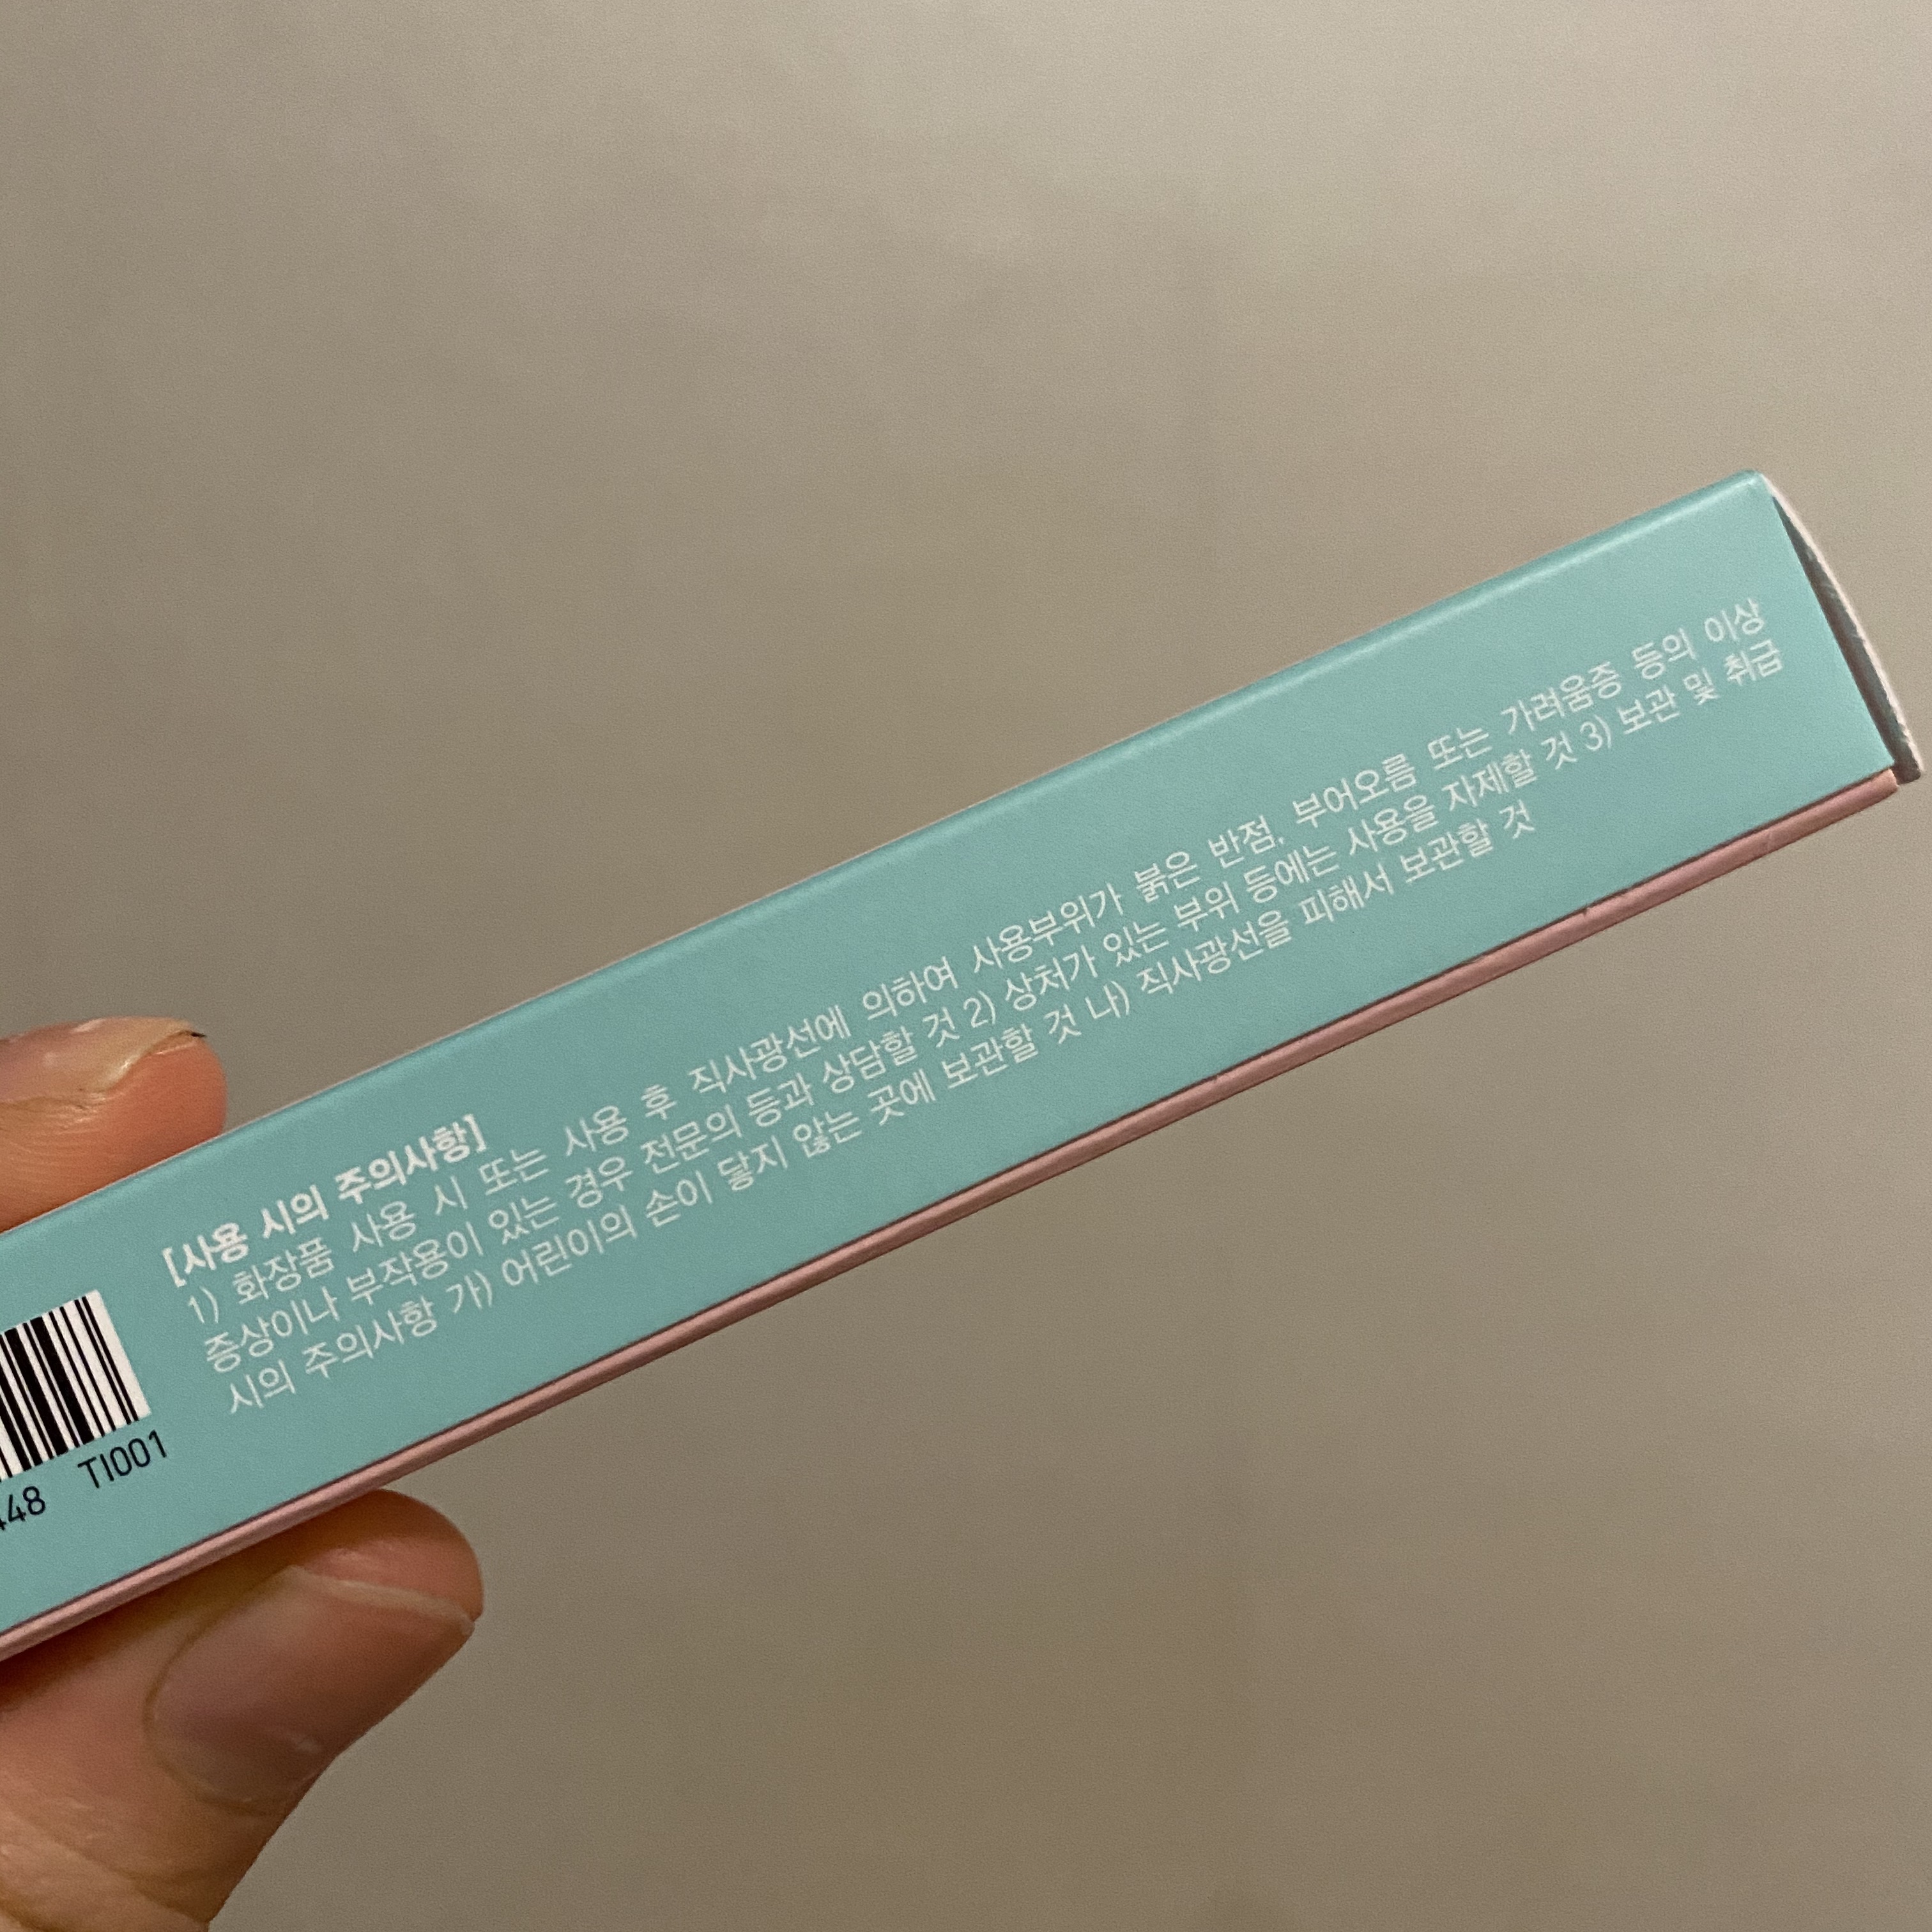 [사용 시의 주의사항]
1) 화장품 사용 시 또는 사용 후 직사광선에 의하여 사용부위가 붉은 반점, 부어오름 또는 가려움증 등의 이상
증상이나 부작용이 있는 경우 전문의 등과 상담할 것 2) 상처가 있는 부위 등에는 사용을 자제할 것 3) 보관 및 취급
시의 주의사항 가) 어린이의 손이 닿지 않는 곳에 보관할 것 나) 직사광선을 피해서 보관할 것
448 TI001